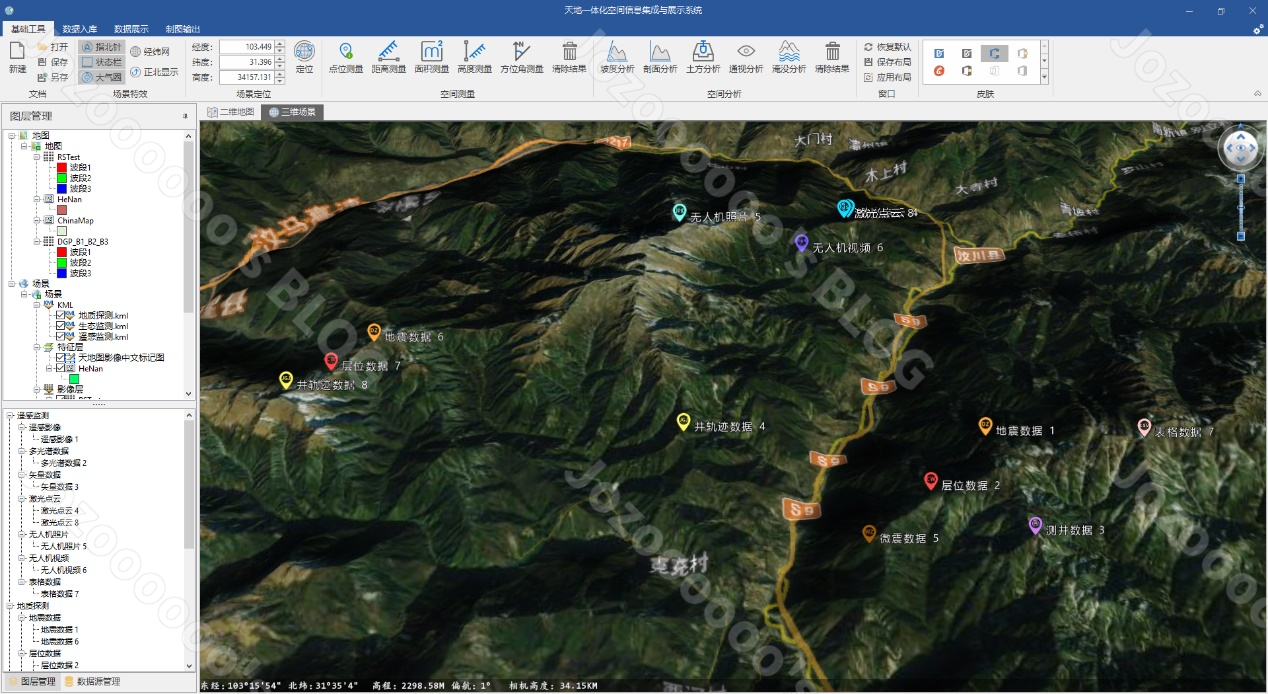 天地一体化空间信息集成与展示系统
基础工具 数据入库 数据展示 制图输出
新建 打开 保存 另存 文档
指北针 状态栏 大气圈 经纬网 正北显示 场景特效
经度: 103.449
纬度: 31.396
高度: 34157.131
定位 场景定位
点位测量 距离测量 面积测量 高度测量 方位角测量 清除结果 空间测量
坡度分析 剖面分析 土方分析 通视分析 淹没分析 清除结果 空间分析
恢复默认 保存布局 应用布局 窗口
皮肤
图层管理
二维地图 三维场景
地图
地图
RSTest
波段1
波段2
波段3
HeNan
ChinaMap
DGP_B1_B2_B3
波段1
波段2
波段3
场景
场景
KML
地质探测.kml
生态监测.kml
遥感监测.kml
特征层
天地图影像中文标记图
HeNan
影像层
遥感监测
遥感影像
遥感影像 1
多光谱数据
多光谱数据 2
矢量数据
矢量数据 3
激光点云
激光点云 4
激光点云 8
无人机照片
无人机照片 5
无人机视频
无人机视频 6
表格数据
表格数据 7
地质探测
地震数据
地震数据 1
地震数据 6
层位数据
层位数据 2
图层管理 数据源管理
G217
大门村
木上村
大寺村
无人机照片 5
激光点云 84
无人机视频 6
汶川县
S9
地震数据 6
层位数据 7
井轨迹数据 8
S9
井轨迹数据 4
地震数据 1
表格数据 7
S9
层位数据 2
S9
测井数据 3
微震数据 5
东经:103°15'54" 北纬:31°35'4" 高程: 2298.58M 偏航: 1° 相机高度: 34.15KM
JOZOOOOOO'S BLOG